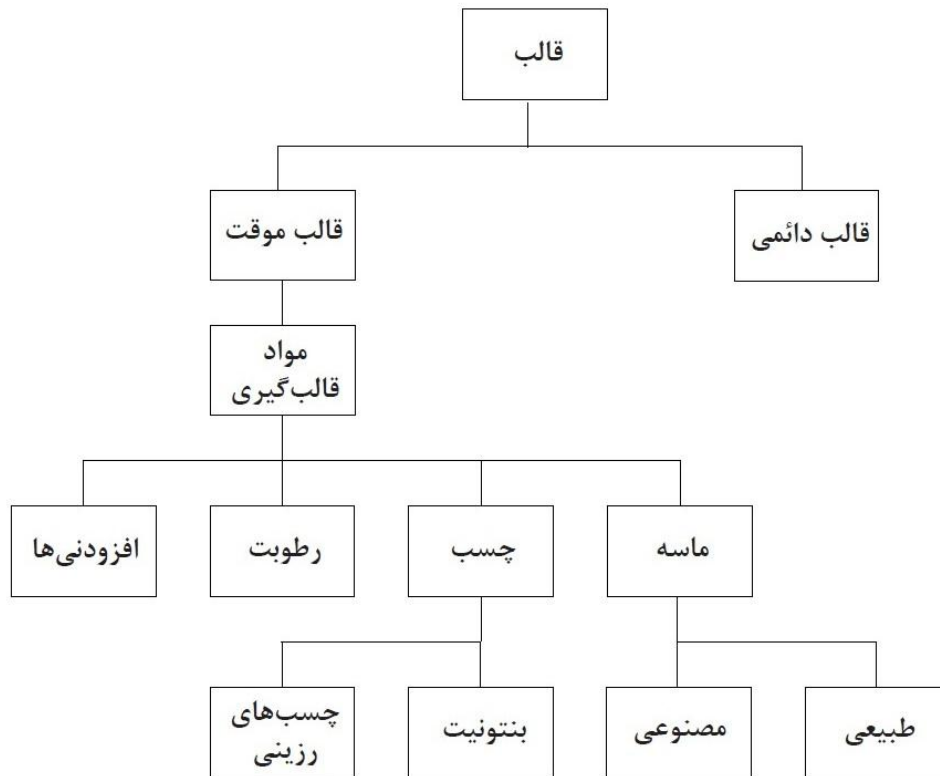 قالب
قالب دائمی
قالب موقت
مواد
قالب‌گیری
ماسه
چسب
رطوبت
افزودنی‌ها
طبیعی
مصنوعی
بنتونیت
چسب‌های
رزینی